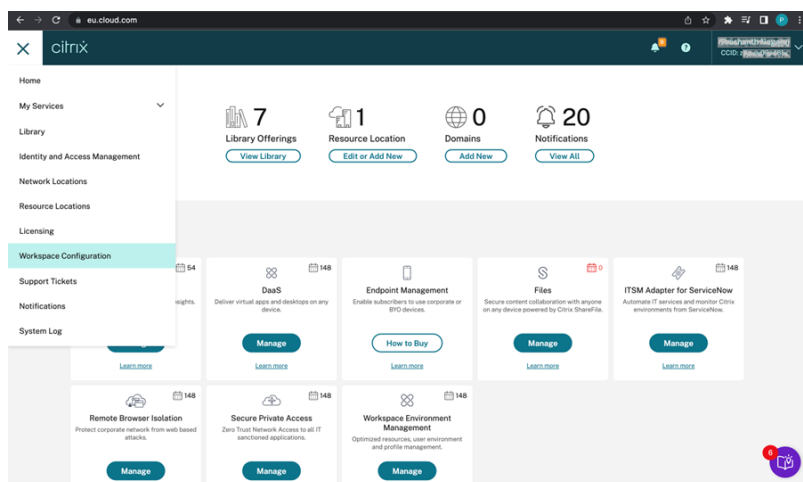 eu.cloud.com
P
citrix
CCID:
Home
My Services
Library
Identity and Access Management
Network Locations
Resource Locations
Licensing
Workspace Configuration
Support Tickets
Notifications
System Log
7
Library Offerings
View Library
1
Resource Location
Edit or Add New
0
Domains
Add New
20
Notifications
View All
54
insights.
Learn more
148
DaaS
Deliver virtual apps and desktops on any
device.
Manage
Learn more
Endpoint Management
Enable subscribers to use corporate or
BYO devices.
How to Buy
Learn more
0
Files
Secure content collaboration with anyone
on any device powered by Citrix ShareFile.
Manage
Learn more
148
ITSM Adapter for ServiceNow
Automate IT services and monitor Citrix
environments from ServiceNow.
Manage
Learn more
148
Remote Browser Isolation
Protect corporate network from web based
attacks.
Manage
148
Secure Private Access
Zero Trust Network Access to all IT
sanctioned applications.
Manage
148
Workspace Environment
Management
Optimized resources, user environment
and profile management.
Manage
6